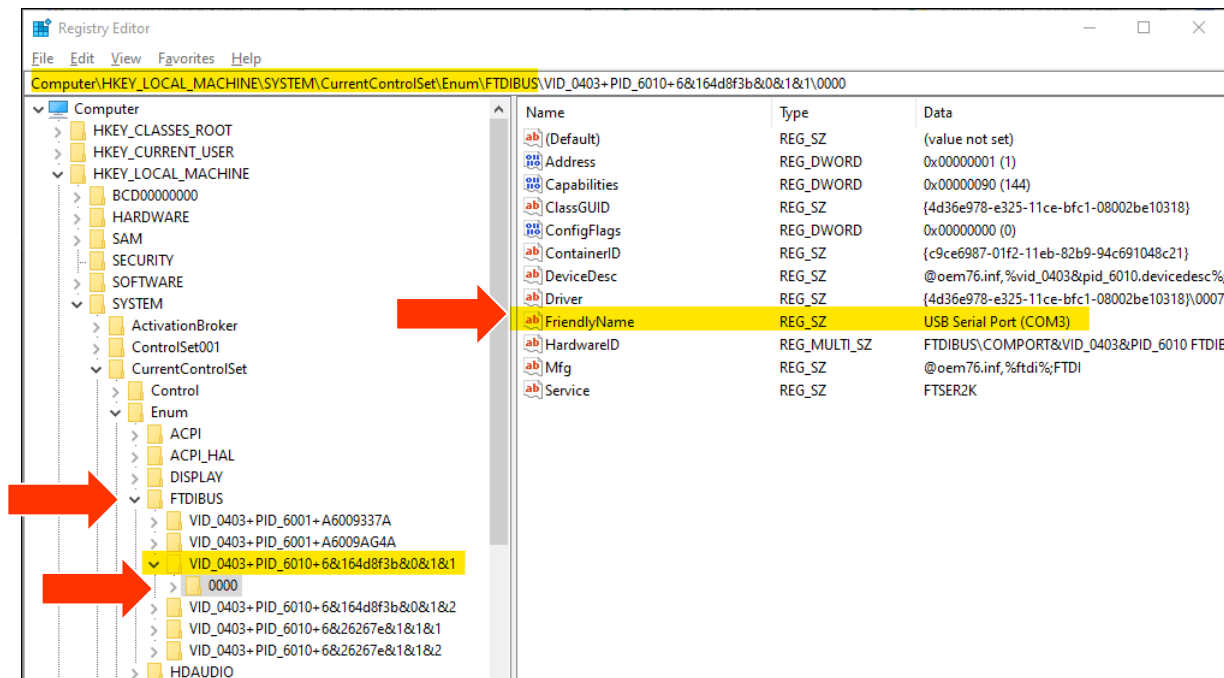 Registry Editor
File Edit View Favorites Help
Computer\HKEY_LOCAL_MACHINE\SYSTEM\CurrentControlSet\Enum\FTDIBUS\VID_0403+PID_6010+6&164d8f3b&0&1&1\0000
Computer
HKEY_CLASSES_ROOT
HKEY_CURRENT_USER
HKEY_LOCAL_MACHINE
BCD00000000
HARDWARE
SAM
SECURITY
SOFTWARE
SYSTEM
ActivationBroker
ControlSet001
CurrentControlSet
Control
Enum
ACPI
ACPI_HAL
DISPLAY
FTDIBUS
VID_0403+PID_6001+A6009337A
VID_0403+PID_6001+A6009AG4A
VID_0403+PID_6010+6&164d8f3b&0&1&1
0000
VID_0403+PID_6010+6&164d8f3b&0&1&2
VID_0403+PID_6010+6&26267e&1&1&1
VID_0403+PID_6010+6&26267e&1&1&2
HDAUDIO
Name Type Data
(Default) REG_SZ (value not set)
Address REG_DWORD 0x00000001 (1)
Capabilities REG_DWORD 0x00000090 (144)
ClassGUID REG_SZ {4d36e978-e325-11ce-bfc1-08002be10318}
ConfigFlags REG_DWORD 0x00000000 (0)
ContainerID REG_SZ {c9ce6987-01f2-11eb-82b9-94c691048c21}
DeviceDesc REG_SZ @oem76.inf,%vid_0403&pid_6010.devicedesc%;
Driver REG_SZ {4d36e978-e325-11ce-bfc1-08002be10318}\0007
FriendlyName REG_SZ USB Serial Port (COM3)
HardwareID REG_MULTI_SZ FTDIBUS\COMPORT&VID_0403&PID_6010 FTDIB
Mfg REG_SZ @oem76.inf,%ftdi%;FTDI
Service REG_SZ FTSER2K